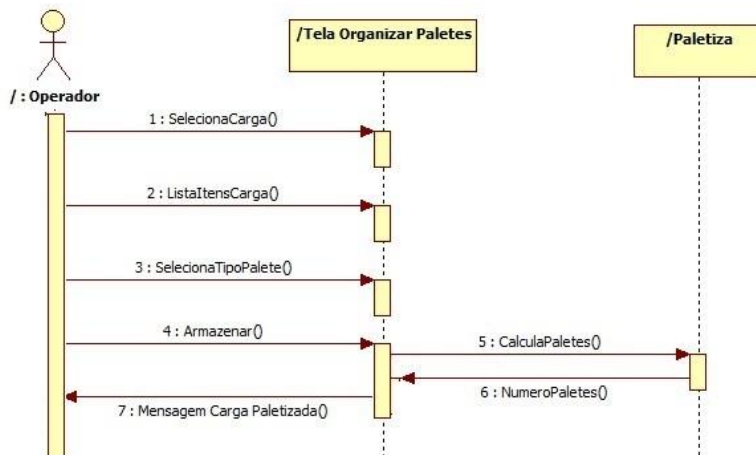 /Tela Organizar Paletes
/Paletiza
/ : Operador
1 : SelecionaCarga()
2 : ListaItensCarga()
3 : SelecionaTipoPalete()
4 : Armazenar()
5 : CalculaPaletes()
6 : NumeroPaletes()
7 : Mensagem Carga Paletizada()